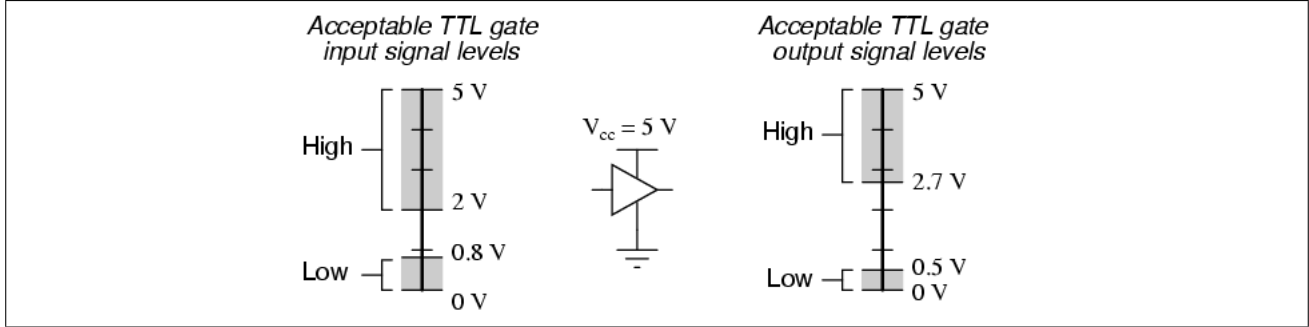 Acceptable TTL gate
input signal levels
5 V
High
2 V
0.8 V
Low
0 V
V_cc = 5 V
Acceptable TTL gate
output signal levels
5 V
High
2.7 V
0.5 V
Low
0 V